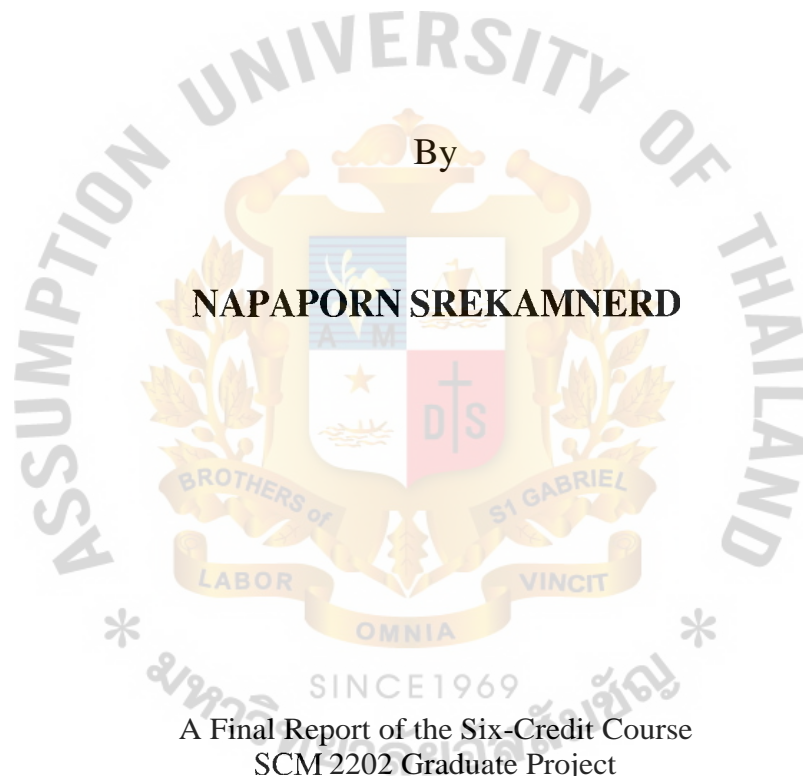 ASSUMPTION UNIVERSITY OF THAILAND
By
NAPAPORN SREKAMNERD
A M
D S
BROTHERS of
S1 GABRIEL
LABOR
VINCIT
OMNIA
SINCE1969
A Final Report of the Six-Credit Course
SCM 2202 Graduate Project